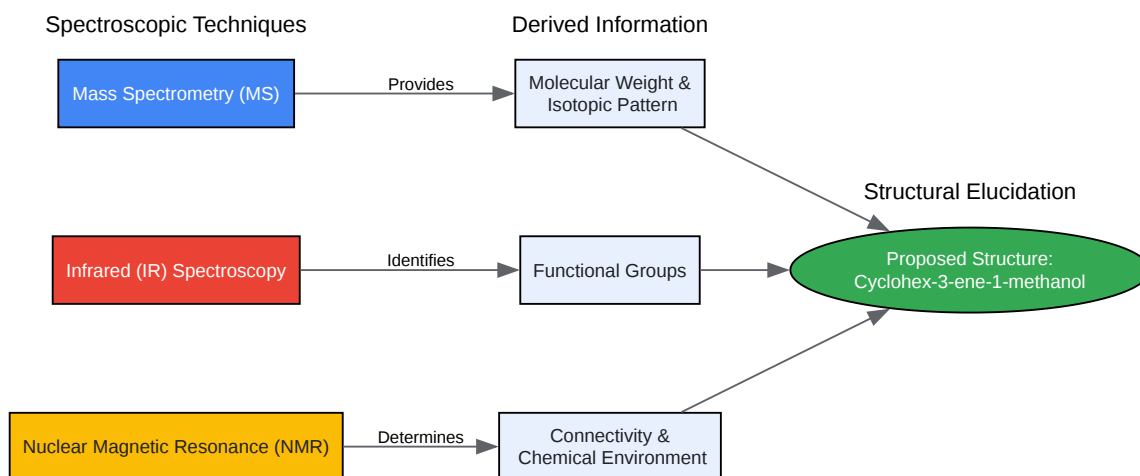 Spectroscopic Techniques
Derived Information
Mass Spectrometry (MS)
Provides
Molecular Weight &
Isotopic Pattern
Structural Elucidation
Infrared (IR) Spectroscopy
Identifies
Functional Groups
Proposed Structure:
Cyclohex-3-ene-1-methanol
Nuclear Magnetic Resonance (NMR)
Determines
Connectivity &
Chemical Environment